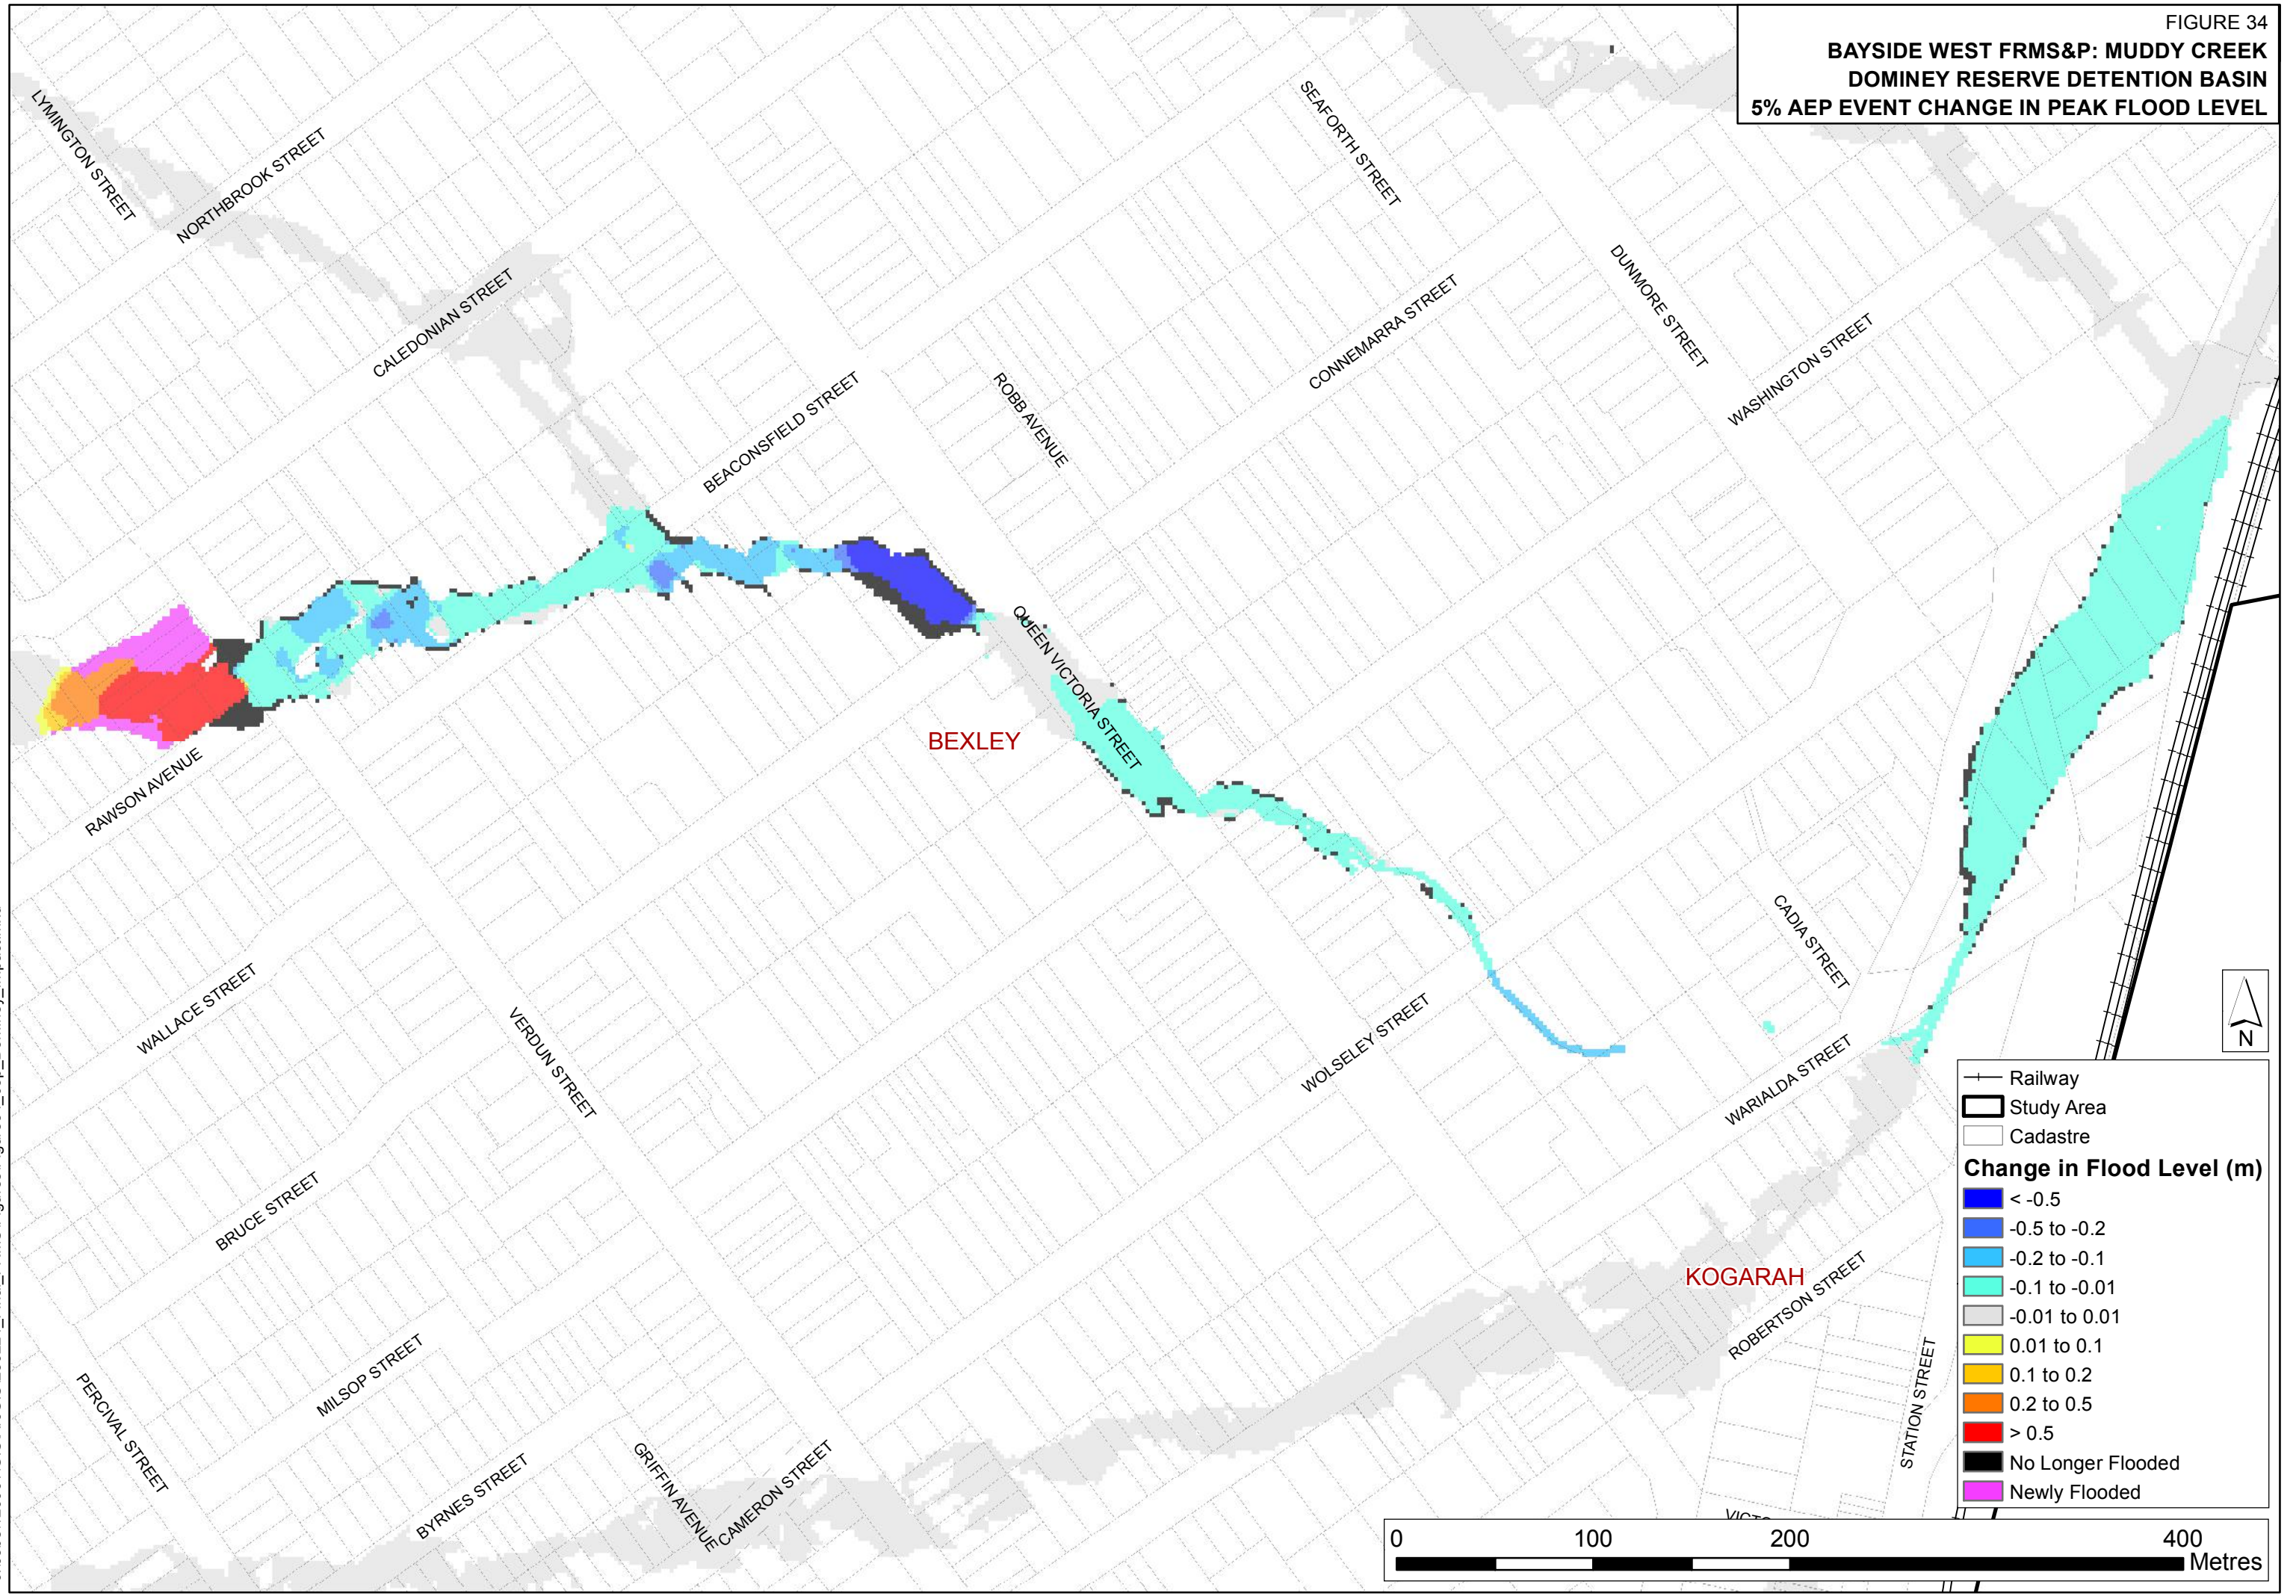 FIGURE 34
BAYSIDE WEST FRMS&P: MUDDY CREEK
DOMINEY RESERVE DETENTION BASIN
5% AEP EVENT CHANGE IN PEAK FLOOD LEVEL
LYMINGTON STREET
NORTHBROOK STREET
SEAFORTH STREET
CALEDONIAN STREET
DUNMORE STREET
CONNEMARRA STREET
WASHINGTON STREET
BEACONSFIELD STREET
ROBB AVENUE
QUEEN VICTORIA STREET
BEXLEY
RAWSON AVENUE
WALLACE STREET
VERDUN STREET
CADIA STREET
WOLSELEY STREET
WARIALDA STREET
BRUCE STREET
KOGARAH
ROBERTSON STREET
MILSOP STREET
PERCIVAL STREET
STATION STREET
BYRNES STREET
GRIFFIN AVENUE
CAMERON STREET
N
Railway
Study Area
Cadastre
Change in Flood Level (m)
< -0.5
-0.5 to -0.2
-0.2 to -0.1
-0.1 to -0.01
-0.01 to 0.01
0.01 to 0.1
0.1 to 0.2
0.2 to 0.5
> 0.5
No Longer Flooded
Newly Flooded
0 100 200 400
Metres